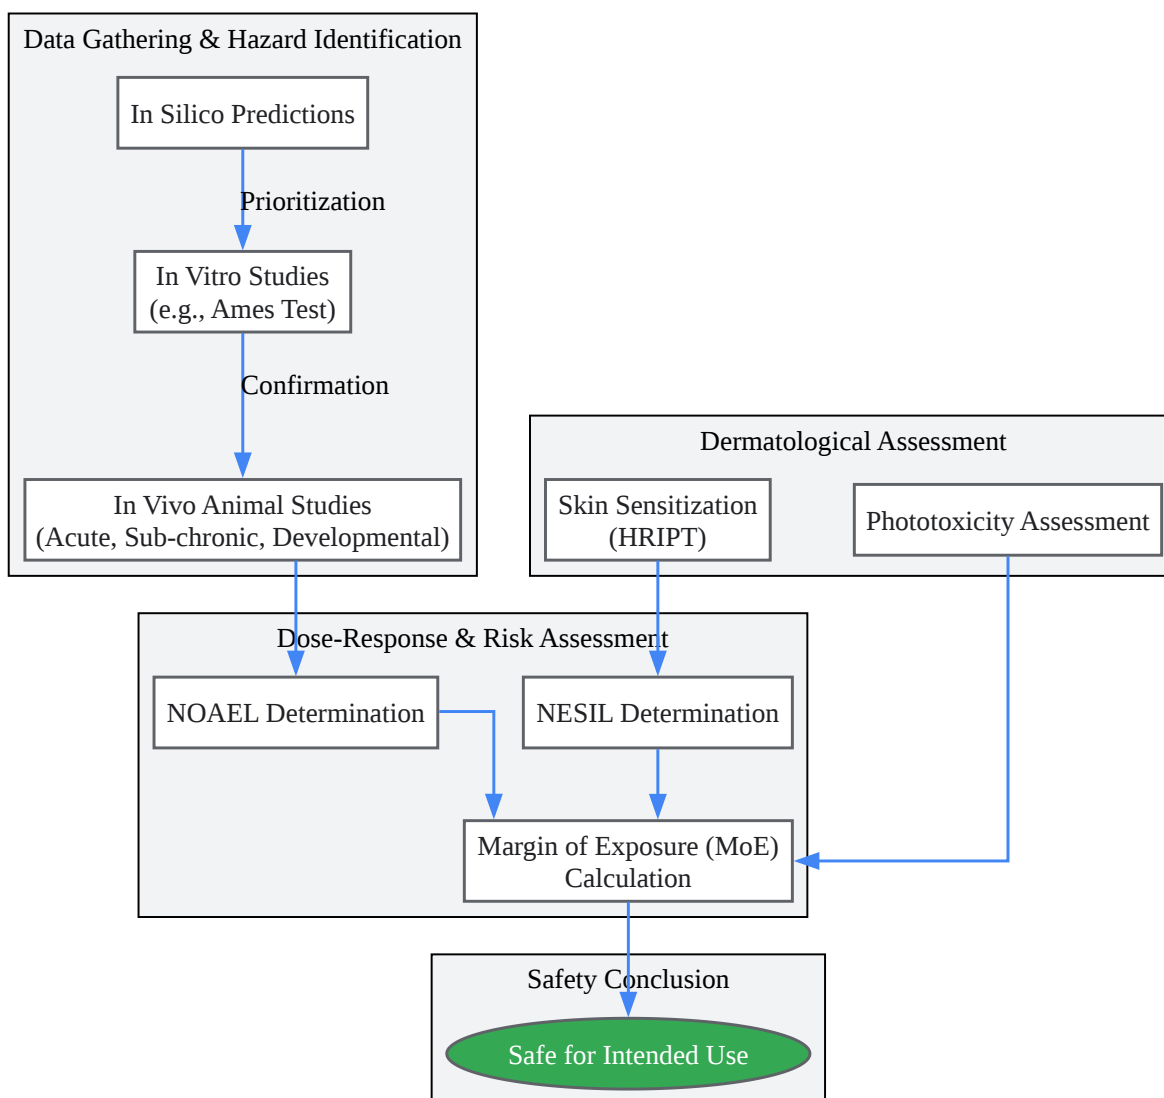 Data Gathering & Hazard Identification
In Silico Predictions
Prioritization
In Vitro Studies
(e.g., Ames Test)
Confirmation
In Vivo Animal Studies
(Acute, Sub-chronic, Developmental)
Dermatological Assessment
Skin Sensitization
(HRIPT)
Phototoxicity Assessment
Dose-Response & Risk Assessment
NOAEL Determination
NESIL Determination
Margin of Exposure (MoE)
Calculation
Safety Conclusion
Safe for Intended Use